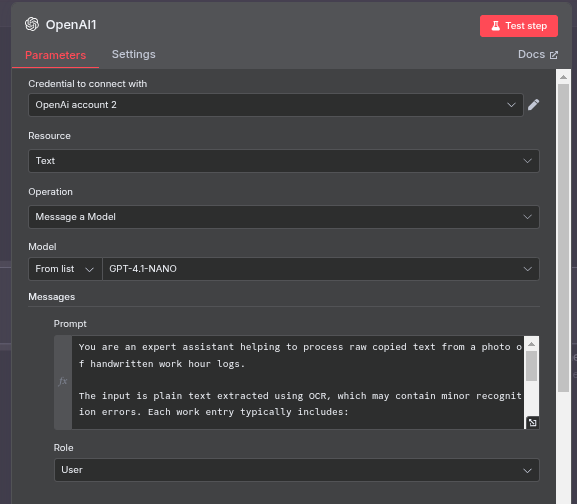 OpenAI1
Test step
Parameters
Settings
Docs
Credential to connect with
OpenAi account 2
Resource
Text
Operation
Message a Model
Model
From list
GPT-4.1-NANO
Messages
Prompt
fx
You are an expert assistant helping to process raw copied text from a photo o
f handwritten work hour logs.
The input is plain text extracted using OCR, which may contain minor recognit
ion errors. Each work entry typically includes:
Role
User